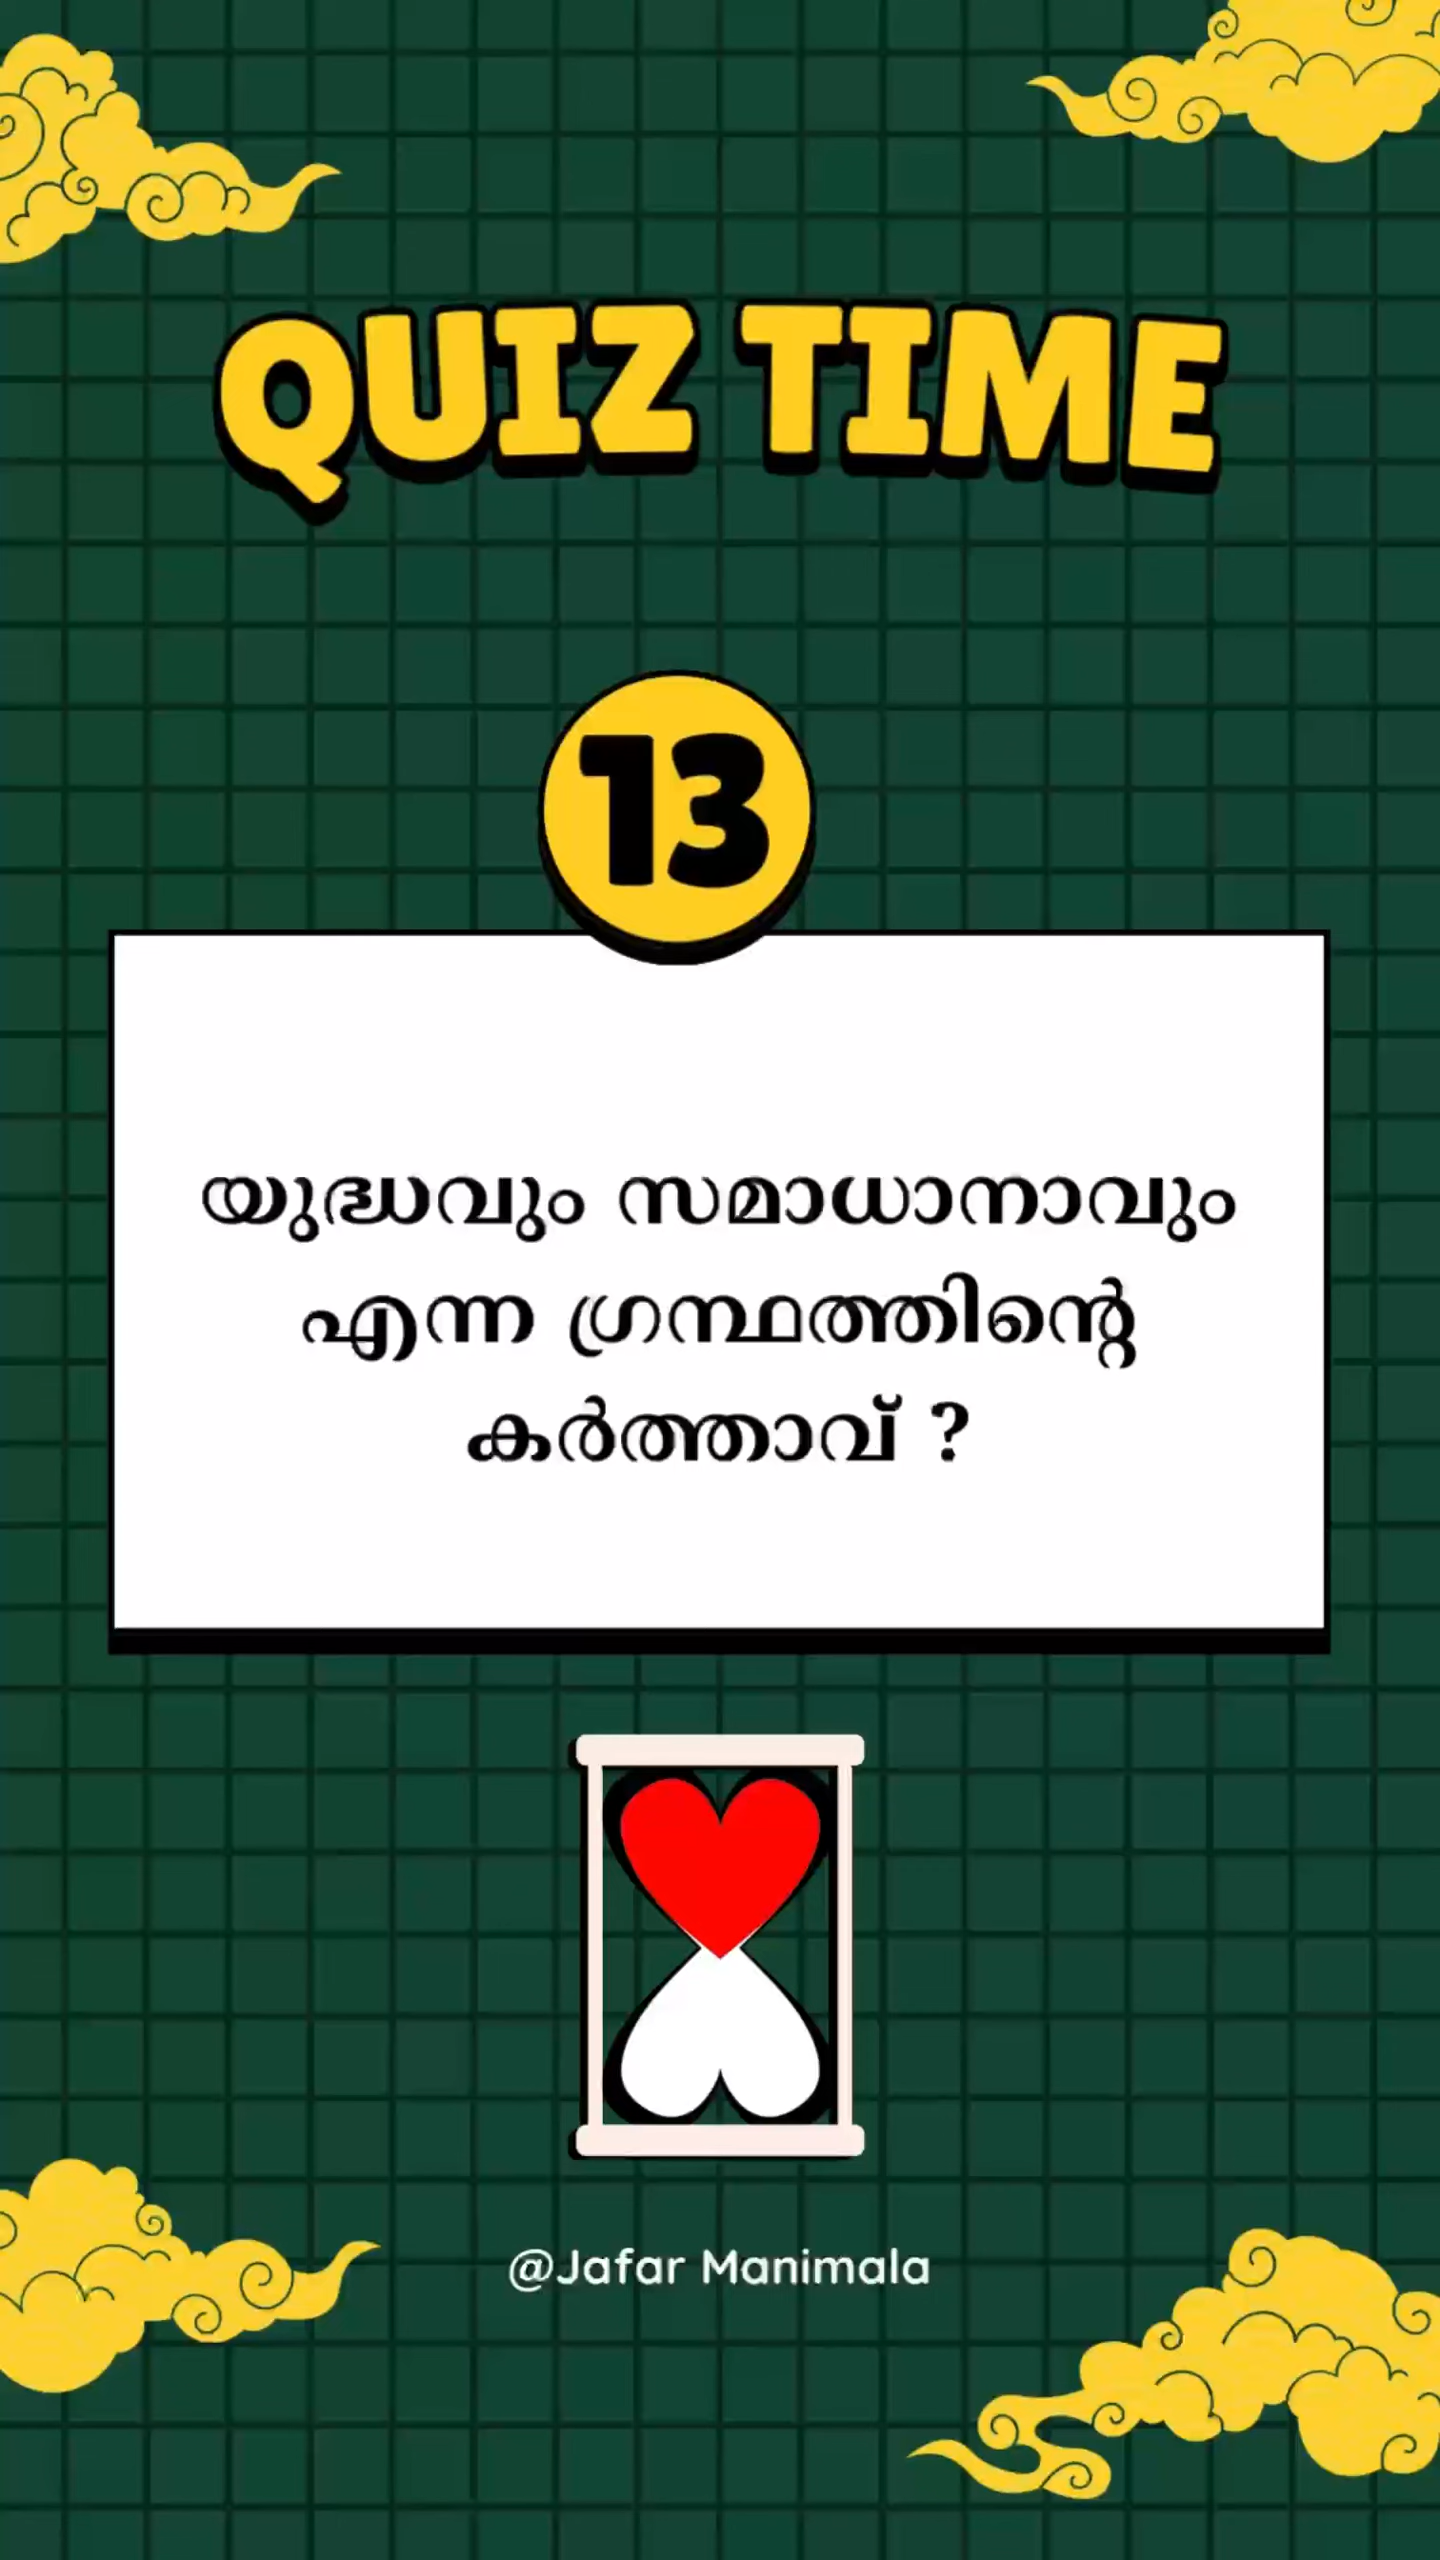 QUIZ TIME
13
യുദ്ധവും സമാധാനാവും
എന്ന ഗ്രന്ഥത്തിന്റെ
കർത്താവ് ?
@Jafar Manimala